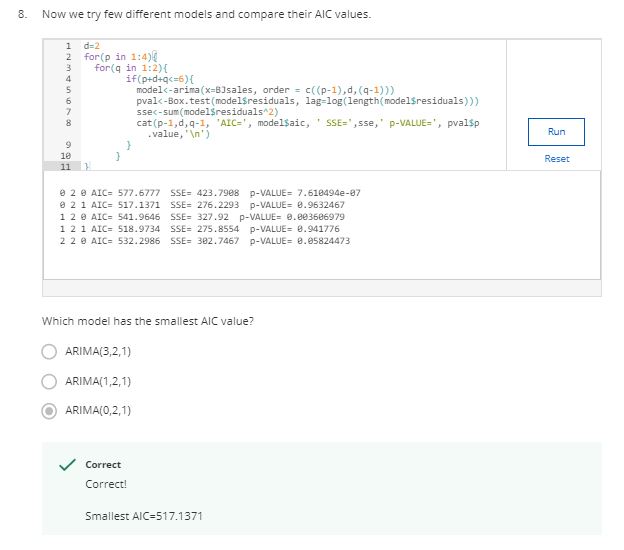 8. Now we try few different models and compare their AIC values.
1 d=2
2 for(p in 1:4){
3 for(q in 1:2){
4 if(p+d+q<=6){
5 model<-arima(x=BJsales, order = c((p-1),d,(q-1)))
6 pval<-Box.test(model$residuals, lag=log(length(model$residuals)))
7 sse<-sum(model$residuals^2)
8 cat(p-1,d,q-1, 'AIC=', model$aic, ' SSE=',sse,' p-VALUE=', pval$p
.value,'\n')
9 }
10 }
11 }
Run
Reset
0 2 0 AIC= 577.6777 SSE= 423.7908 p-VALUE= 7.610494e-07
0 2 1 AIC= 517.1371 SSE= 276.2293 p-VALUE= 0.9632467
1 2 0 AIC= 541.9646 SSE= 327.92 p-VALUE= 0.003606979
1 2 1 AIC= 518.9734 SSE= 275.8554 p-VALUE= 0.941776
2 2 0 AIC= 532.2986 SSE= 302.7467 p-VALUE= 0.05824473
Which model has the smallest AIC value?
ARIMA(3,2,1)
ARIMA(1,2,1)
ARIMA(0,2,1)
Correct
Correct!
Smallest AIC=517.1371